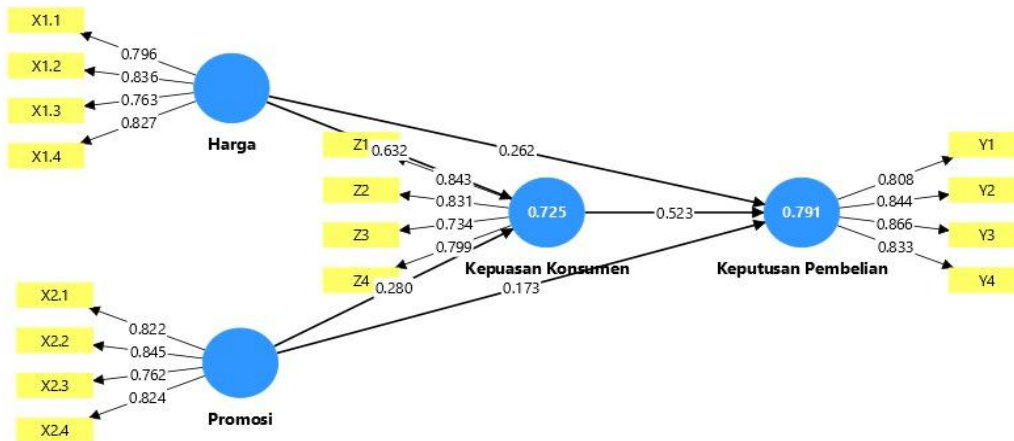 X1.1
X1.2
X1.3
X1.4
0.796
0.836
0.763
0.827
Harga
0.632
0.262
Z1
Z2
Z3
Z4
0.843
0.831
0.734
0.799
0.725
Kepuasan Konsumen
0.523
0.791
Keputusan Pembelian
0.808
0.844
0.866
0.833
Y1
Y2
Y3
Y4
0.280
0.173
X2.1
X2.2
X2.3
X2.4
0.822
0.845
0.762
0.824
Promosi